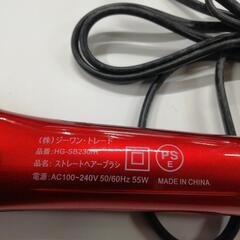 (株)ジーワン・トレード
品番:HG-SB230/R
品名:ストレートヘアーブラシ
電源:AC100~240V 50/60Hz 55W
PS
E
MADE IN CHINA